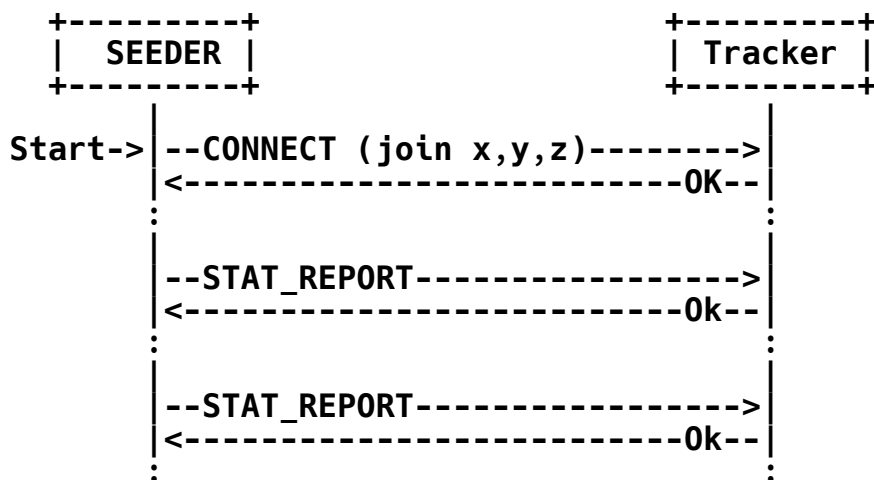 SEEDER Tracker
Start-> --CONNECT (join x,y,z)-------->
<--------------------------OK--
--STAT_REPORT----------------->
<--------------------------Ok--
--STAT_REPORT----------------->
<--------------------------Ok--